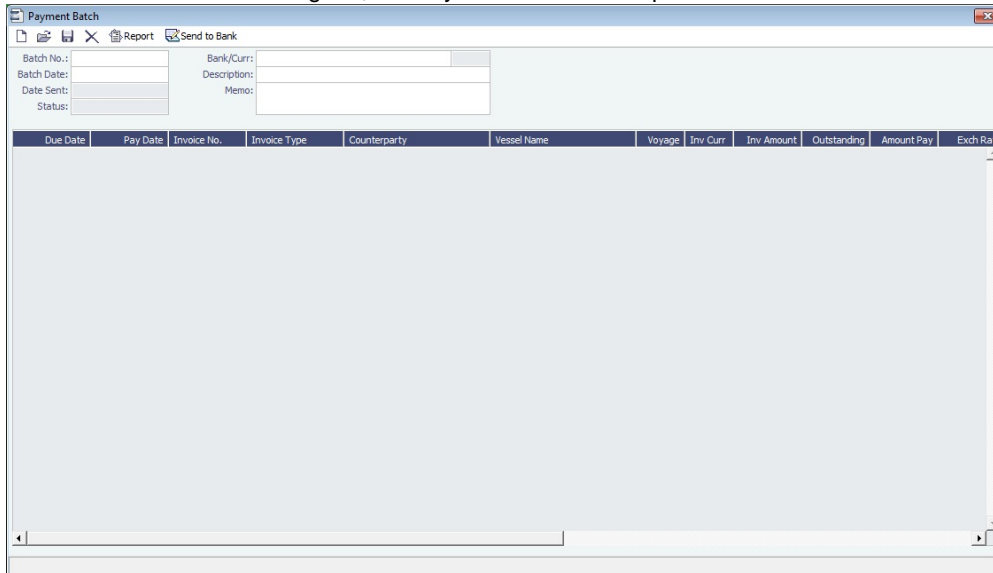 Payment Batch
Report Send to Bank
Batch No.: Bank/Curr:
Batch Date: Description:
Date Sent: Memo:
Status:
Due Date Pay Date Invoice No. Invoice Type Counterparty Vessel Name Voyage Inv Curr Inv Amount Outstanding Amount Pay Exch Ra